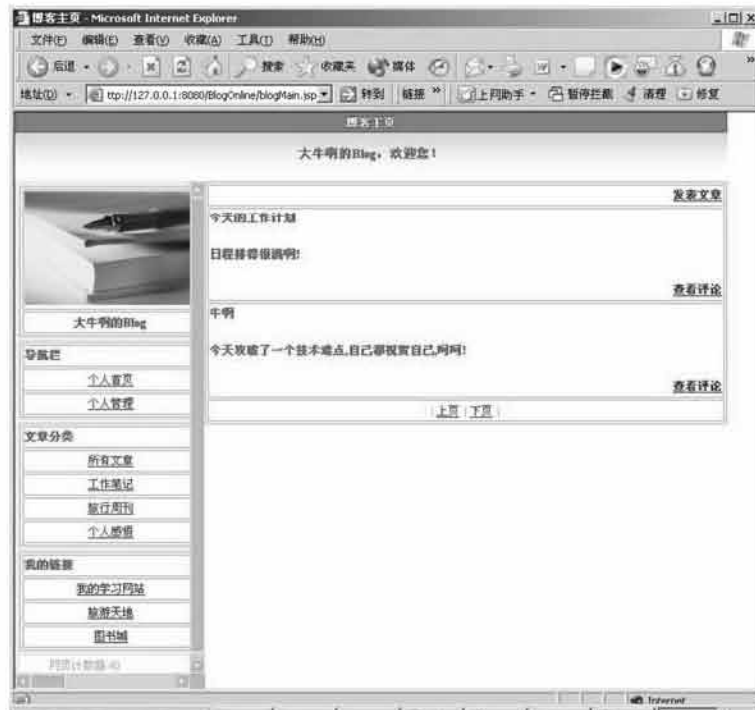 博客主页 - Microsoft Internet Explorer
文件(F) 编辑(E) 查看(V) 收藏(A) 工具(T) 帮助(H)
后退 搜索 收藏夹 媒体
地址(D) ttp://127.0.0.1:8080/BlogOnline/blogMain.jsp 转到 链接 上网助手 暂停拦截 清理 修复
博客主页
大牛啊的Blog，欢迎您！
大牛啊的Blog
导航栏
个人首页
个人管理
文章分类
所有文章
工作笔记
旅行周刊
个人感悟
我的链接
我的学习网站
旅游天地
图书城
网页计数器:40
发表文章
今天的工作计划
日程排得很满啊!
查看评论
牛啊
今天攻破了一个技术难点,自己都祝贺自己,呵呵!
查看评论
| 上页 | 下页 |
Internet